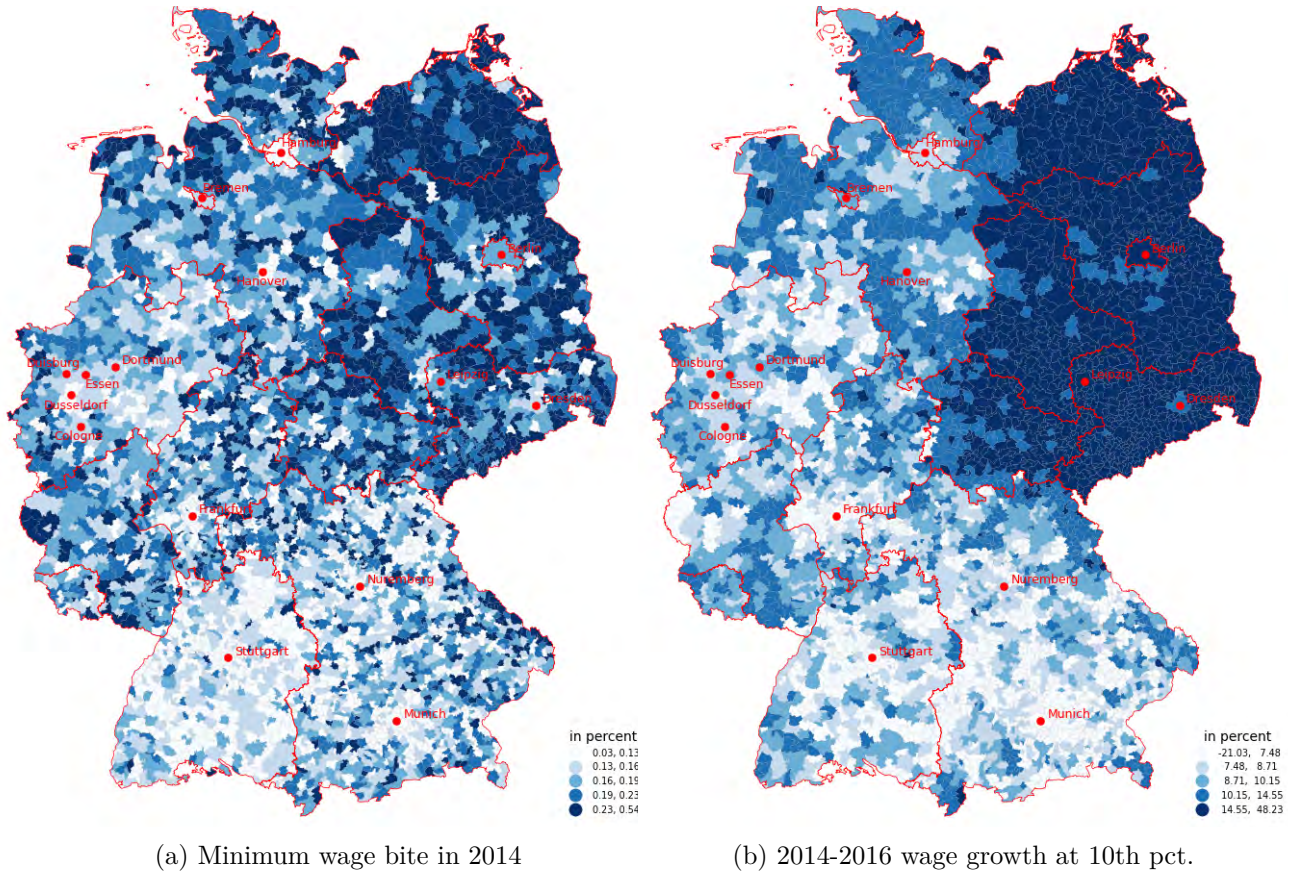 Hamburg
Bremen
Berlin
Hanover
Duisburg
Dortmund
Essen
Dusseldorf
Cologne
Leipzig
Dresden
Frankfurt
Nuremberg
Stuttgart
Munich
in percent
0.03, 0.13
0.13, 0.16
0.16, 0.19
0.19, 0.23
0.23, 0.54
(a) Minimum wage bite in 2014
Hamburg
Bremen
Berlin
Hanover
Duisburg
Dortmund
Essen
Dusseldorf
Cologne
Leipzig
Dresden
Frankfurt
Nuremberg
Stuttgart
Munich
in percent
-21.03, 7.48
7.48, 8.71
8.71, 10.15
10.15, 14.55
14.55, 48.23
(b) 2014-2016 wage growth at 10th pct.